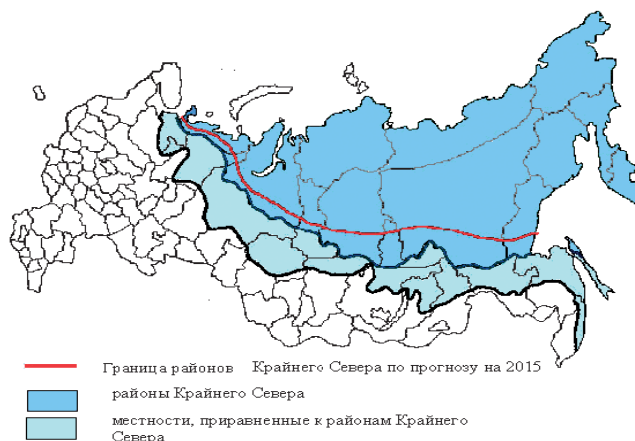 Граница районов Крайнего Севера по прогнозу на 2015
районы Крайнего Севера
местности, приравненные к районам Крайнего
Севера